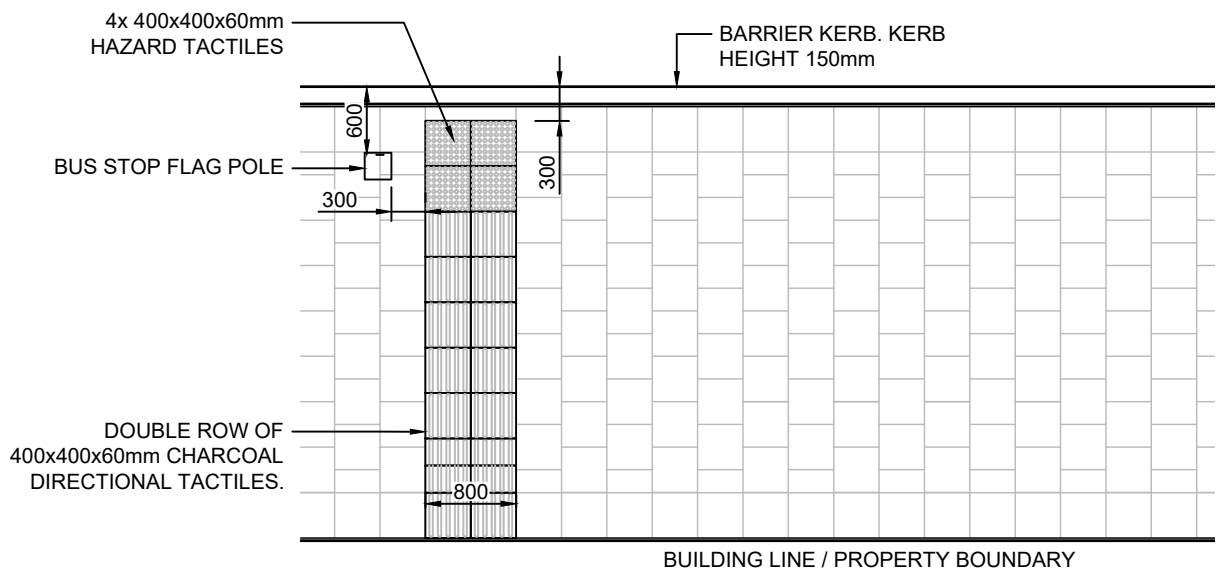 4x 400x400x60mm
HAZARD TACTILES
BARRIER KERB. KERB
HEIGHT 150mm
600
BUS STOP FLAG POLE
300
300
DOUBLE ROW OF
400x400x60mm CHARCOAL
DIRECTIONAL TACTILES.
800
BUILDING LINE / PROPERTY BOUNDARY